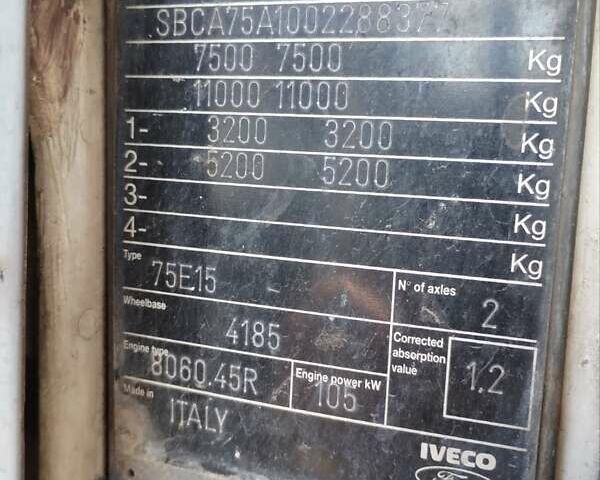 SBCA75A1002288377
7500 7500 Kg
11000 11000 Kg
1- 3200 3200 Kg
2- 5200 5200 Kg
3- Kg
4- Kg
Type
75E15
N° of axles
2
Wheelbase
4185
Corrected absorption value
1.2
Engine type
8060.45R
Engine power kW
105
Made in
ITALY
IVECO